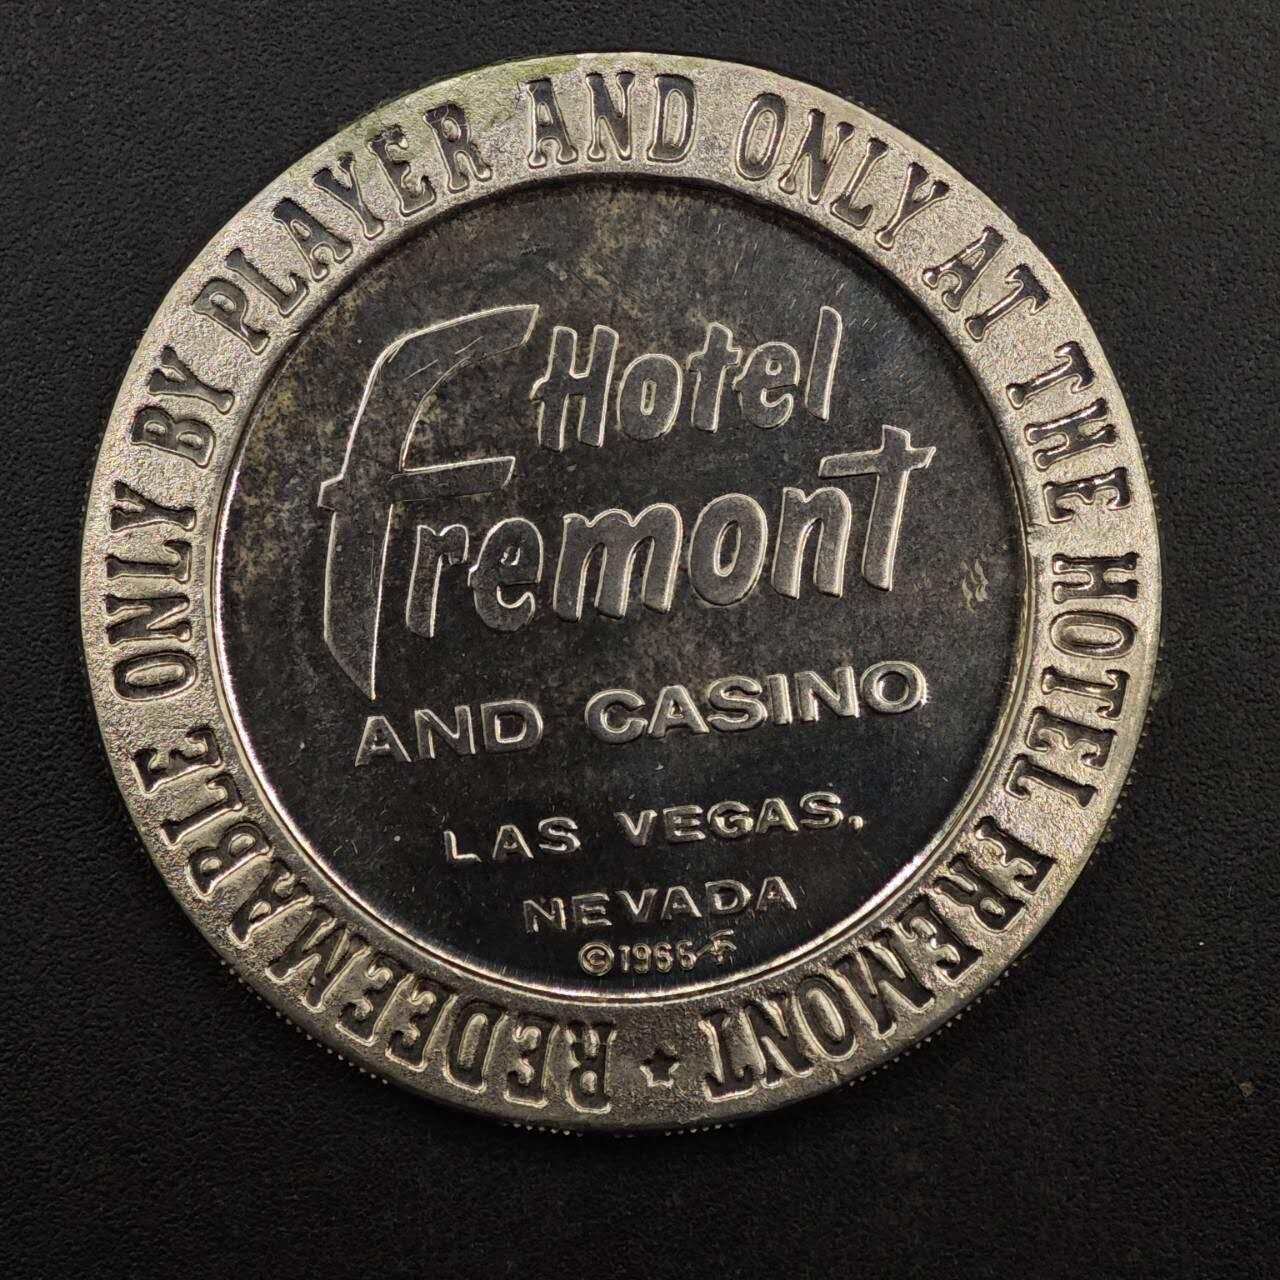 REDEEMABLE ONLY BY PLAYER AND ONLY AT THE HOTEL FREMONT ★
Hotel
Fremont
AND CASINO
LAS VEGAS,
NEVADA
©1966